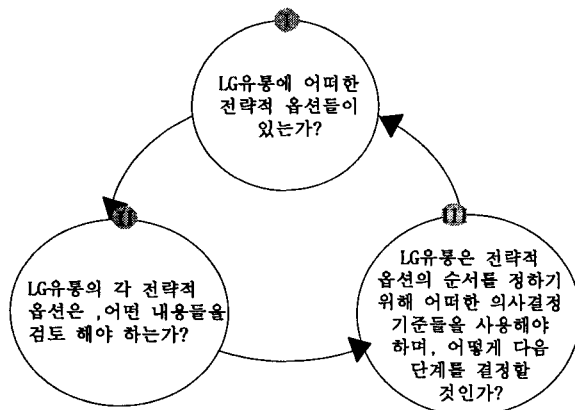 I
LG유통에 어떠한
전략적 옵션들이
있는가?
II
LG유통의 각 전략적
옵션은 ,어떤 내용들을
검토 해야 하는가?
III
LG유통은 전략적
옵션의 순서를 정하기
위해 어떠한 의사결정
기준들을 사용해야
하며, 어떻게 다음
단계를 결정할
것인가?